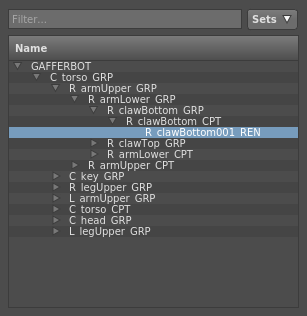 Filter...
Sets
Name
GAFFERBOT
C_torso_GRP
R_armUpper_GRP
R_armLower_GRP
R_clawBottom_GRP
R_clawBottom_CPT
R_clawBottom001_REN
R_clawTop_GRP
R_armLower_CPT
R_armUpper_CPT
C_key_GRP
R_legUpper_GRP
L_armUpper_GRP
C_torso_CPT
C_head_GRP
L_legUpper_GRP